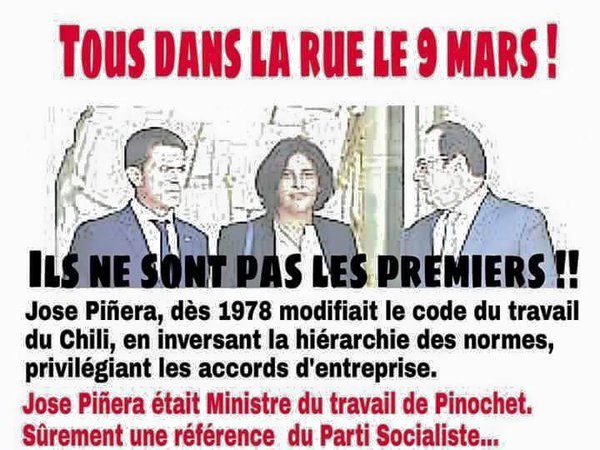 TOUS DANS LA RUE LE 9 MARS !
ILS NE SONT PAS LES PREMIERS !!
Jose Piñera, dès 1978 modifiait le code du travail
du Chili, en inversant la hiérarchie des normes,
privilégiant les accords d'entreprise.
Jose Piñera était Ministre du travail de Pinochet.
Sûrement une référence du Parti Socialiste...